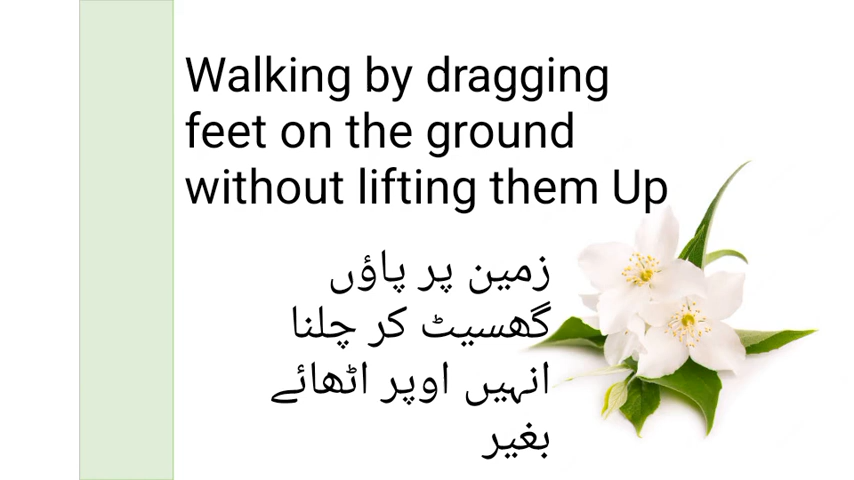 Walking by dragging
feet on the ground
without lifting them Up
زمین پر پاؤں
گھسیٹ کر چلنا
انہیں اوپر اٹھائے
بغیر